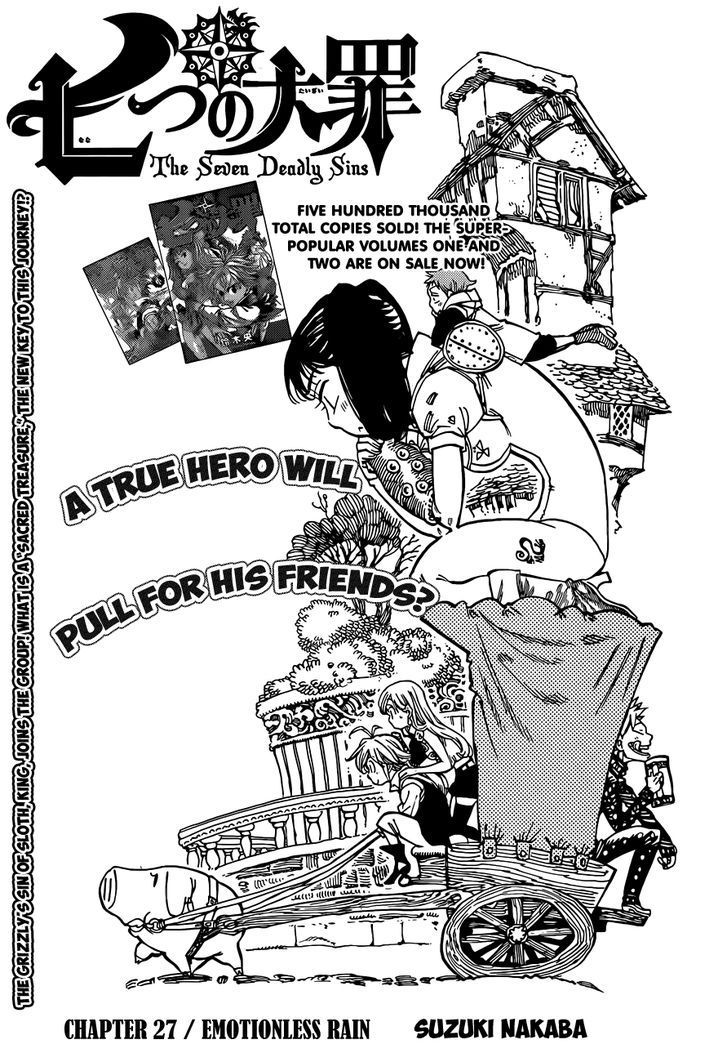 七つの大罪
The Seven Deadly Sins
FIVE HUNDRED THOUSAND
TOTAL COPIES SOLD! THE SUPER-
POPULAR VOLUMES ONE AND
TWO ARE ON SALE NOW!
鈴木央
A TRUE HERO WILL
PULL FOR HIS FRIENDS?
THE GRIZZLY'S SIN OF SLOTH, KING, JOINS THE GROUP! WHAT IS A "SACRED TREASURE," THE NEW KEY TO THIS JOURNEY!?
CHAPTER 27 / EMOTIONLESS RAIN
SUZUKI NAKABA